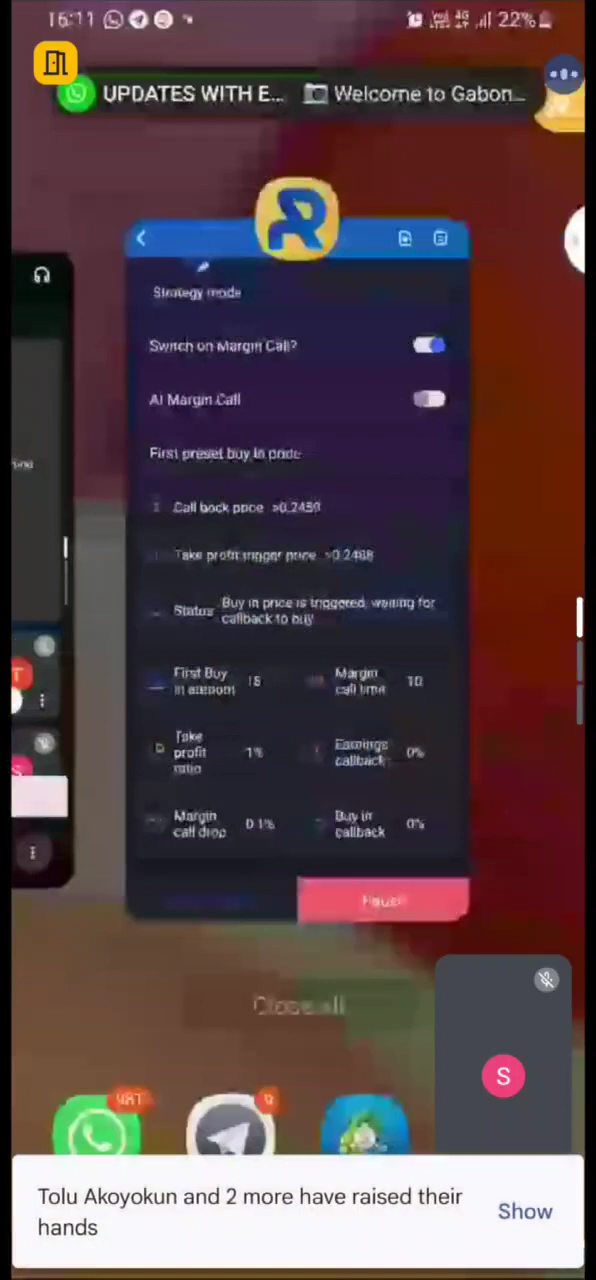 16:11
22%
UPDATES WITH E...
Welcome to Gabon...
Strategy mode
Switch on Margin Call?
AI Margin Call
First preset buy in price
Call back price
Take profit trigger price
Status
Buy in price is triggered, waiting for
callback to buy
First Buy
in amount
15
Margin
call time
10
Take
profit
ratio
1%
Earnings
callback
0%
Margin
call drop
0.1%
Buy in
callback
0%
Pause
Close all
987
9
S
Tolu Akoyokun and 2 more have raised their
hands
Show